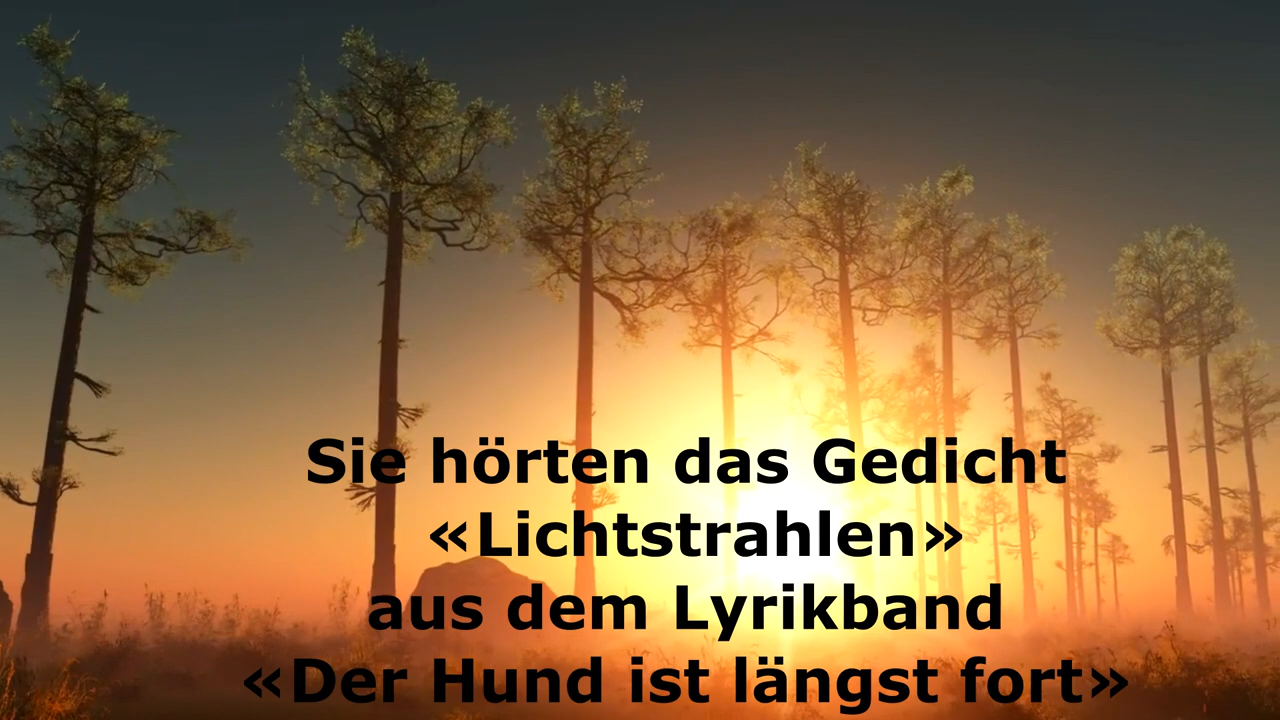 Sie hörten das Gedicht
«Lichtstrahlen»
aus dem Lyrikband
«Der Hund ist längst fort»